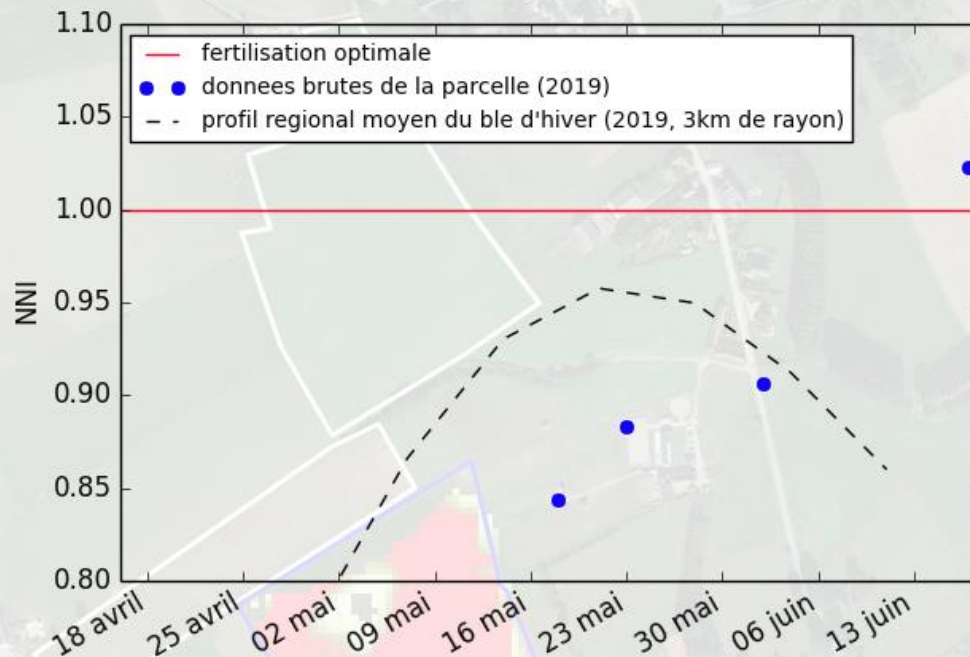 1.10
fertilisation optimale
donnees brutes de la parcelle (2019)
1.05
profil regional moyen du ble d'hiver (2019, 3km de rayon)
1.00
0.95
NNI
0.90
0.85
0.80
18 avril
25 avril
02 mai
09 mai
16 mai
23 mai
30 mai
06 juin
13 juin